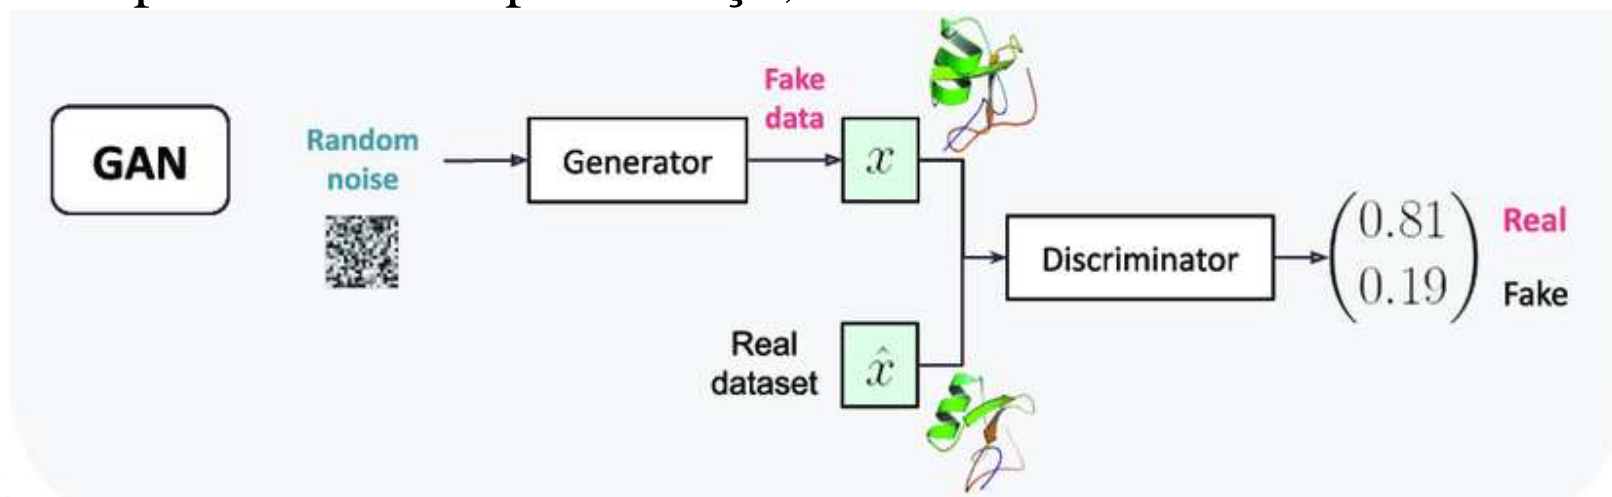 GAN
Random
noise
Generator
Fake
data
x
Real
dataset
x̂
Discriminator
0.81
0.19
Real
Fake